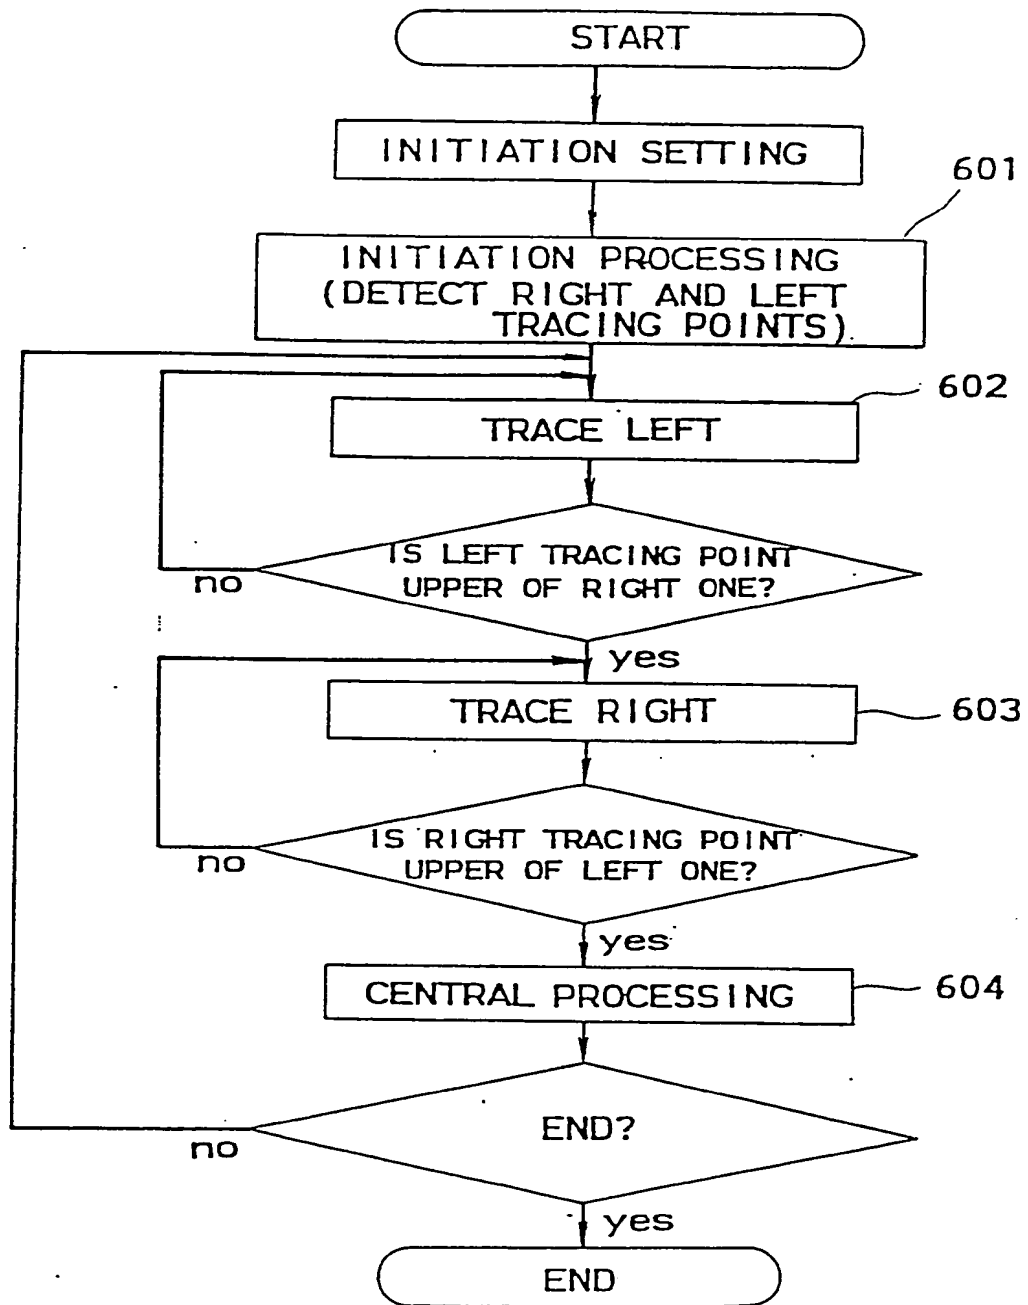 START
INITIATION SETTING
601
INITIATION PROCESSING
(DETECT RIGHT AND LEFT
TRACING POINTS)
602
TRACE LEFT
IS LEFT TRACING POINT
UPPER OF RIGHT ONE?
no
yes
TRACE RIGHT
603
IS RIGHT TRACING POINT
UPPER OF LEFT ONE?
no
yes
CENTRAL PROCESSING
604
END?
no
yes
END